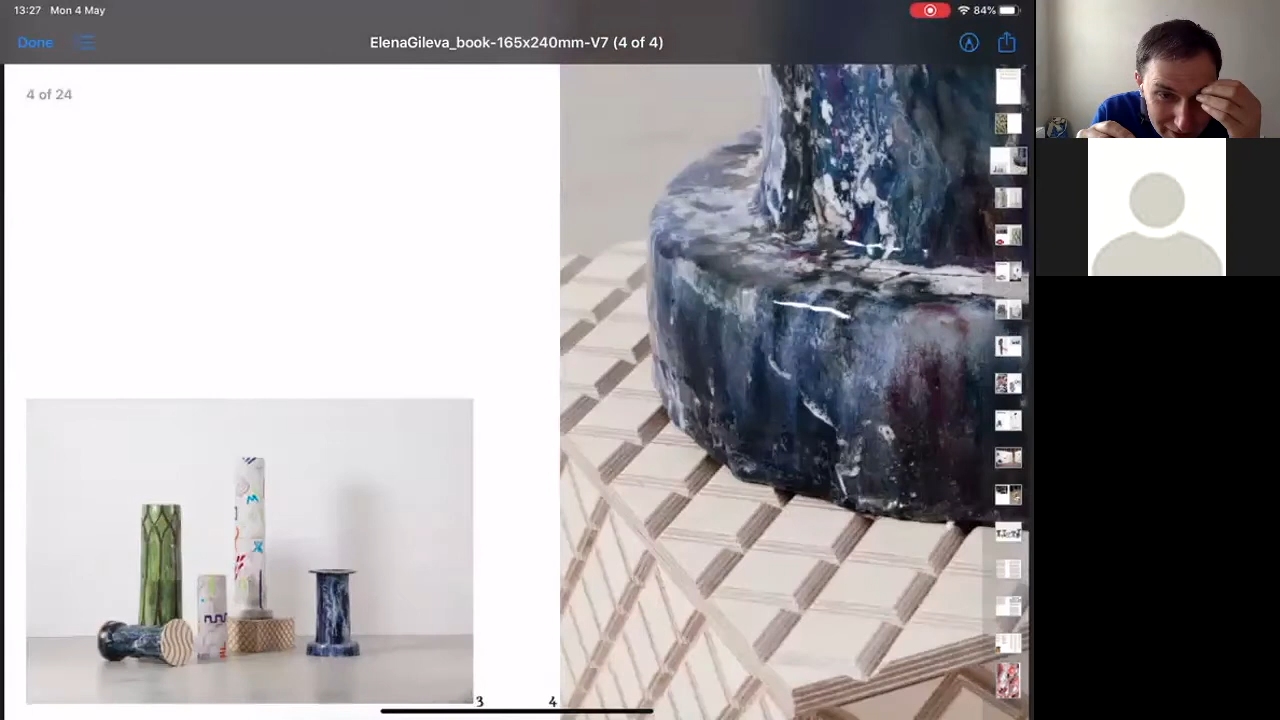 13:27 Mon 4 May
84%
Done
ElenaGileva_book-165x240mm-V7 (4 of 4)
4 of 24
3
4